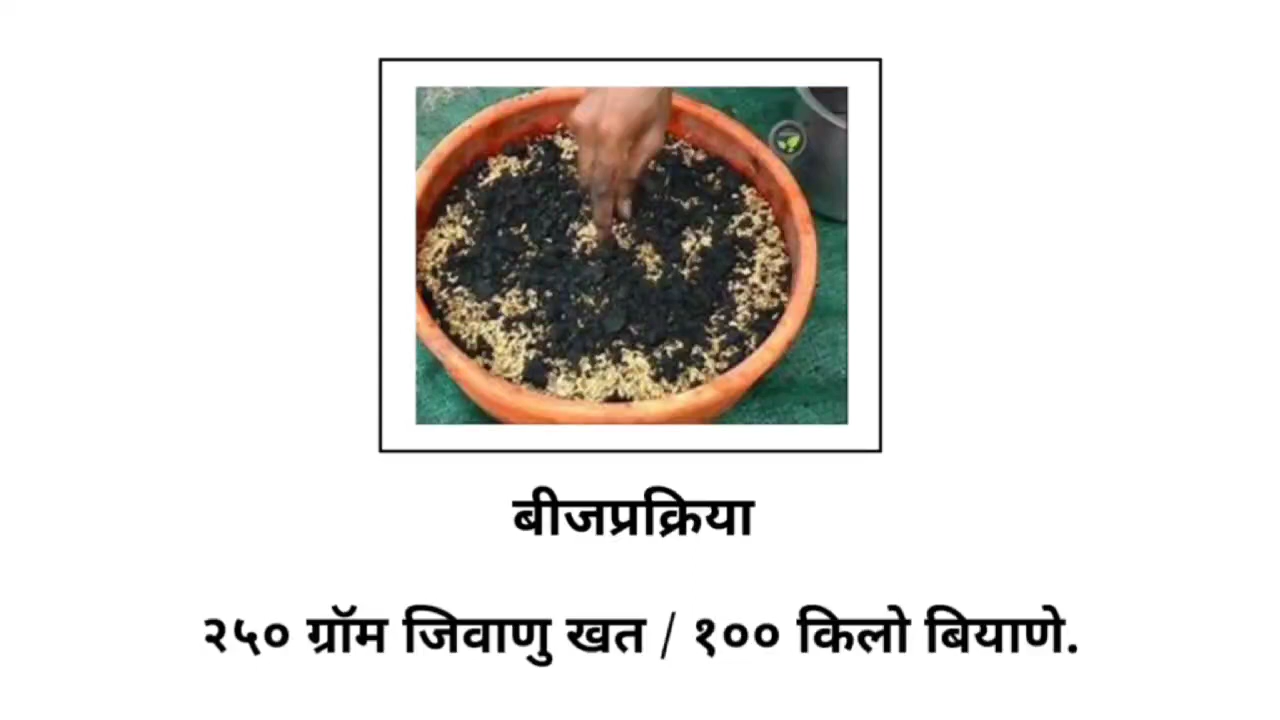 बीजप्रक्रिया
२५० ग्रॉम जिवाणु खत / १०० किलो बियाणे.